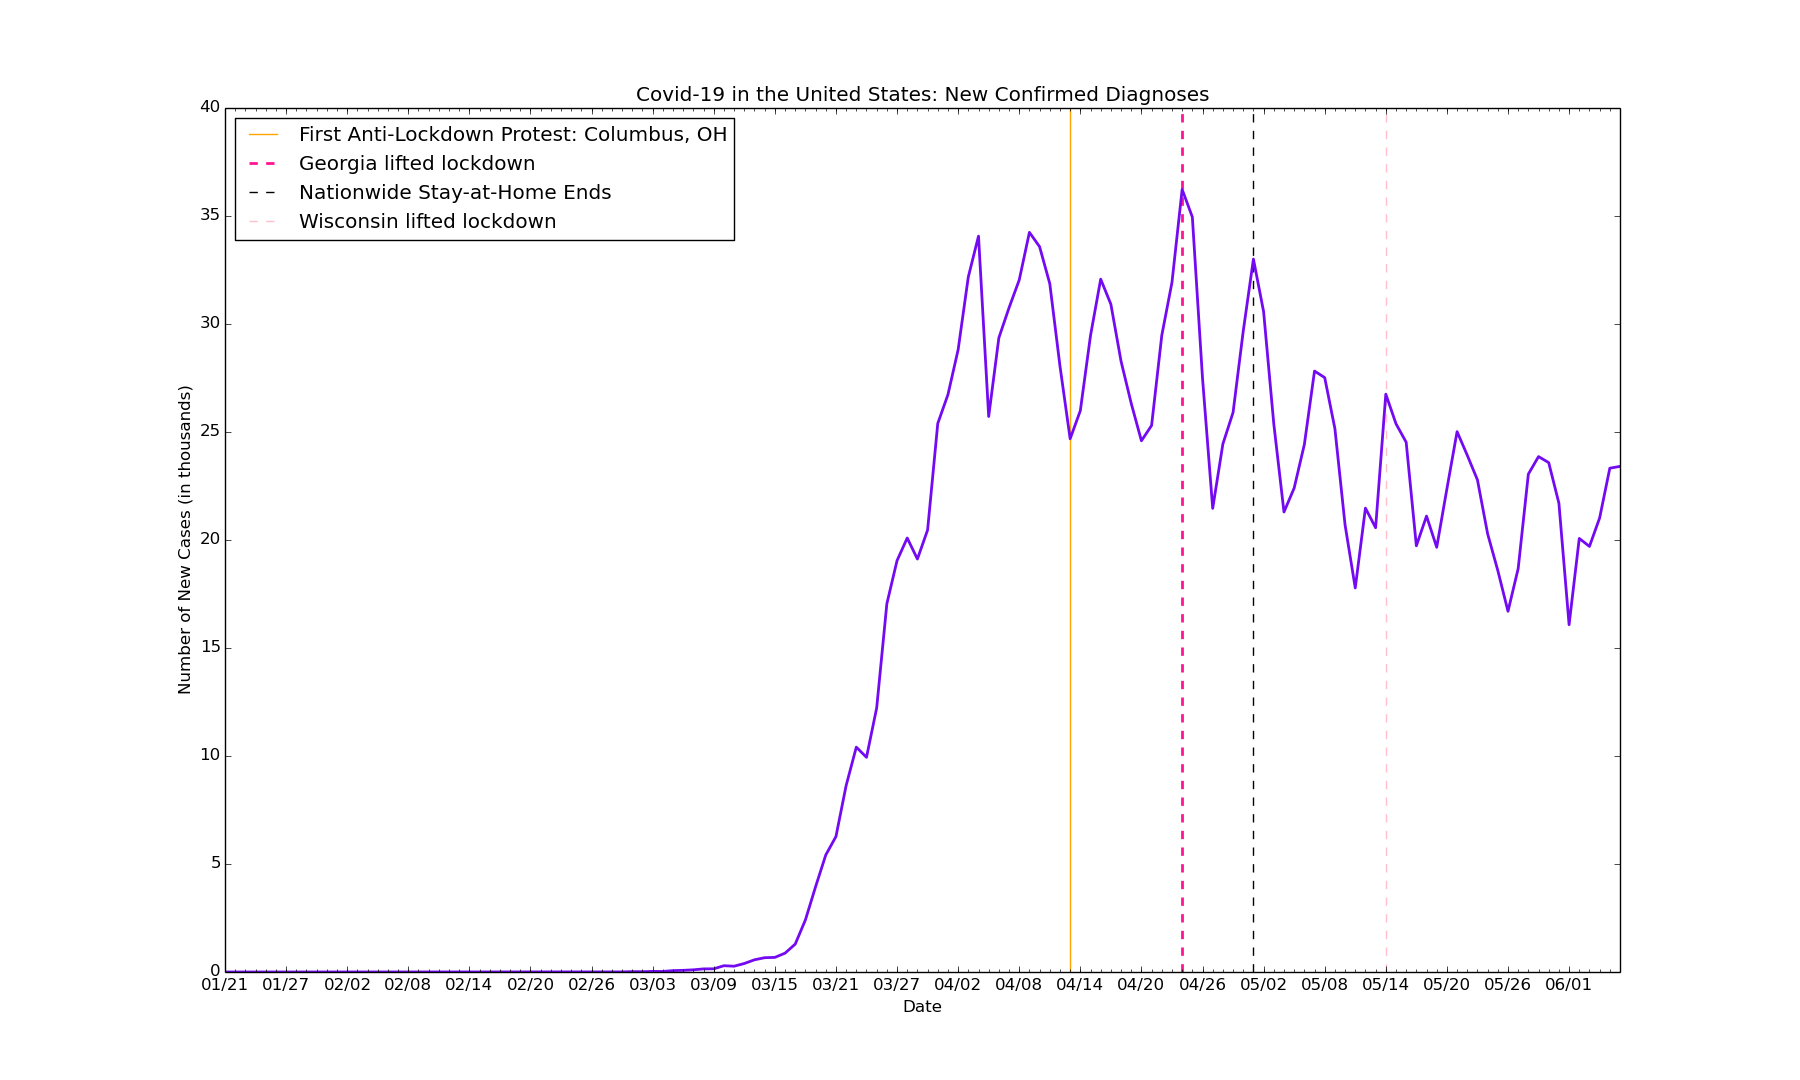 Covid-19 in the United States: New Confirmed Diagnoses
First Anti-Lockdown Protest: Columbus, OH
Georgia lifted lockdown
Nationwide Stay-at-Home Ends
Wisconsin lifted lockdown
Number of New Cases (in thousands)
40
35
30
25
20
15
10
5
0
01/21 01/27 02/02 02/08 02/14 02/20 02/26 03/03 03/09 03/15 03/21 03/27 04/02 04/08 04/14 04/20 04/26 05/02 05/08 05/14 05/20 05/26 06/01
Date